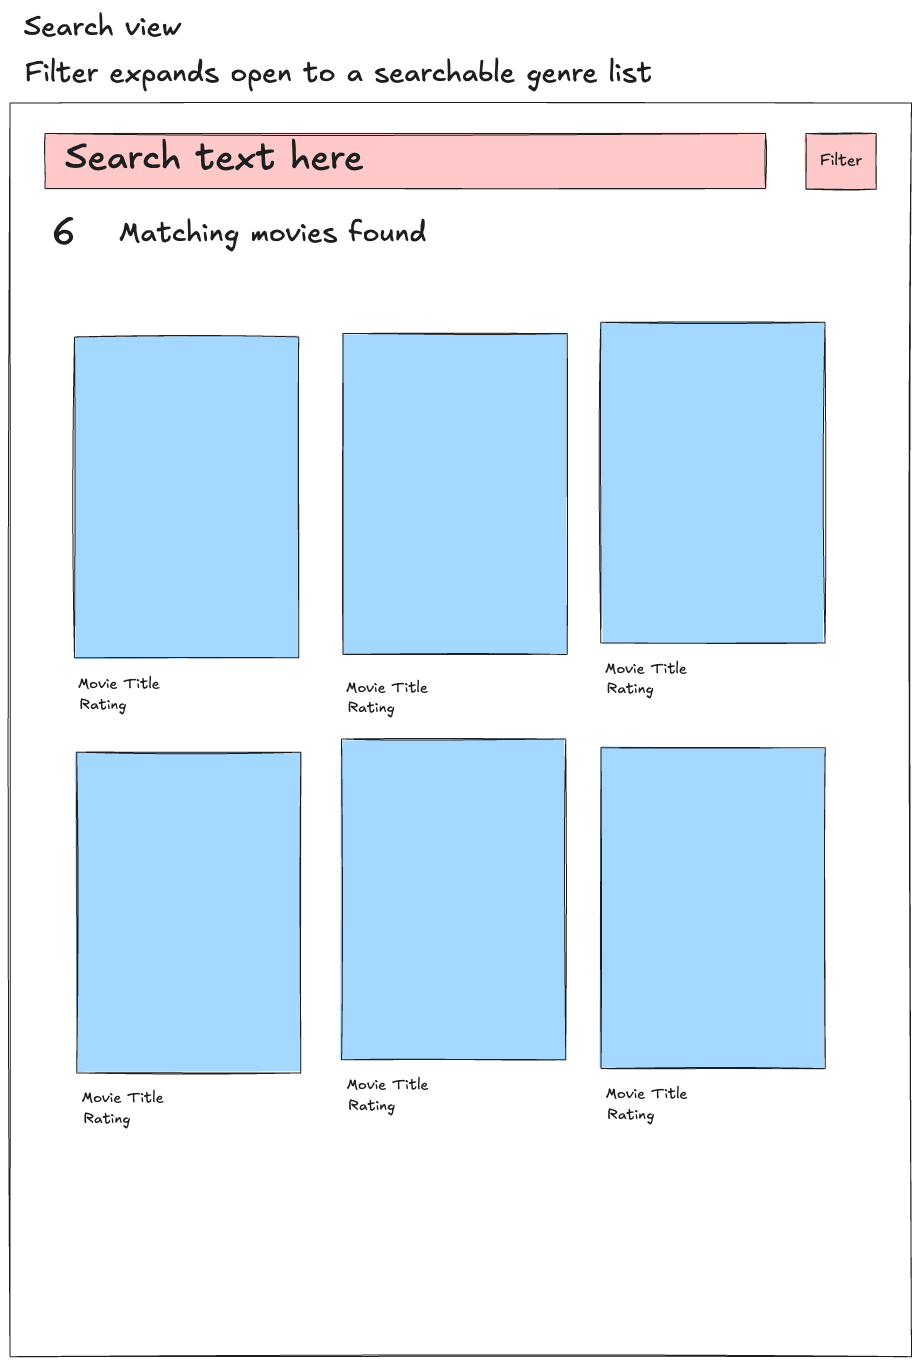 Search view
Filter expands open to a searchable genre list
Search text here
Filter
6 Matching movies found
Movie Title
Rating
Movie Title
Rating
Movie Title
Rating
Movie Title
Rating
Movie Title
Rating
Movie Title
Rating